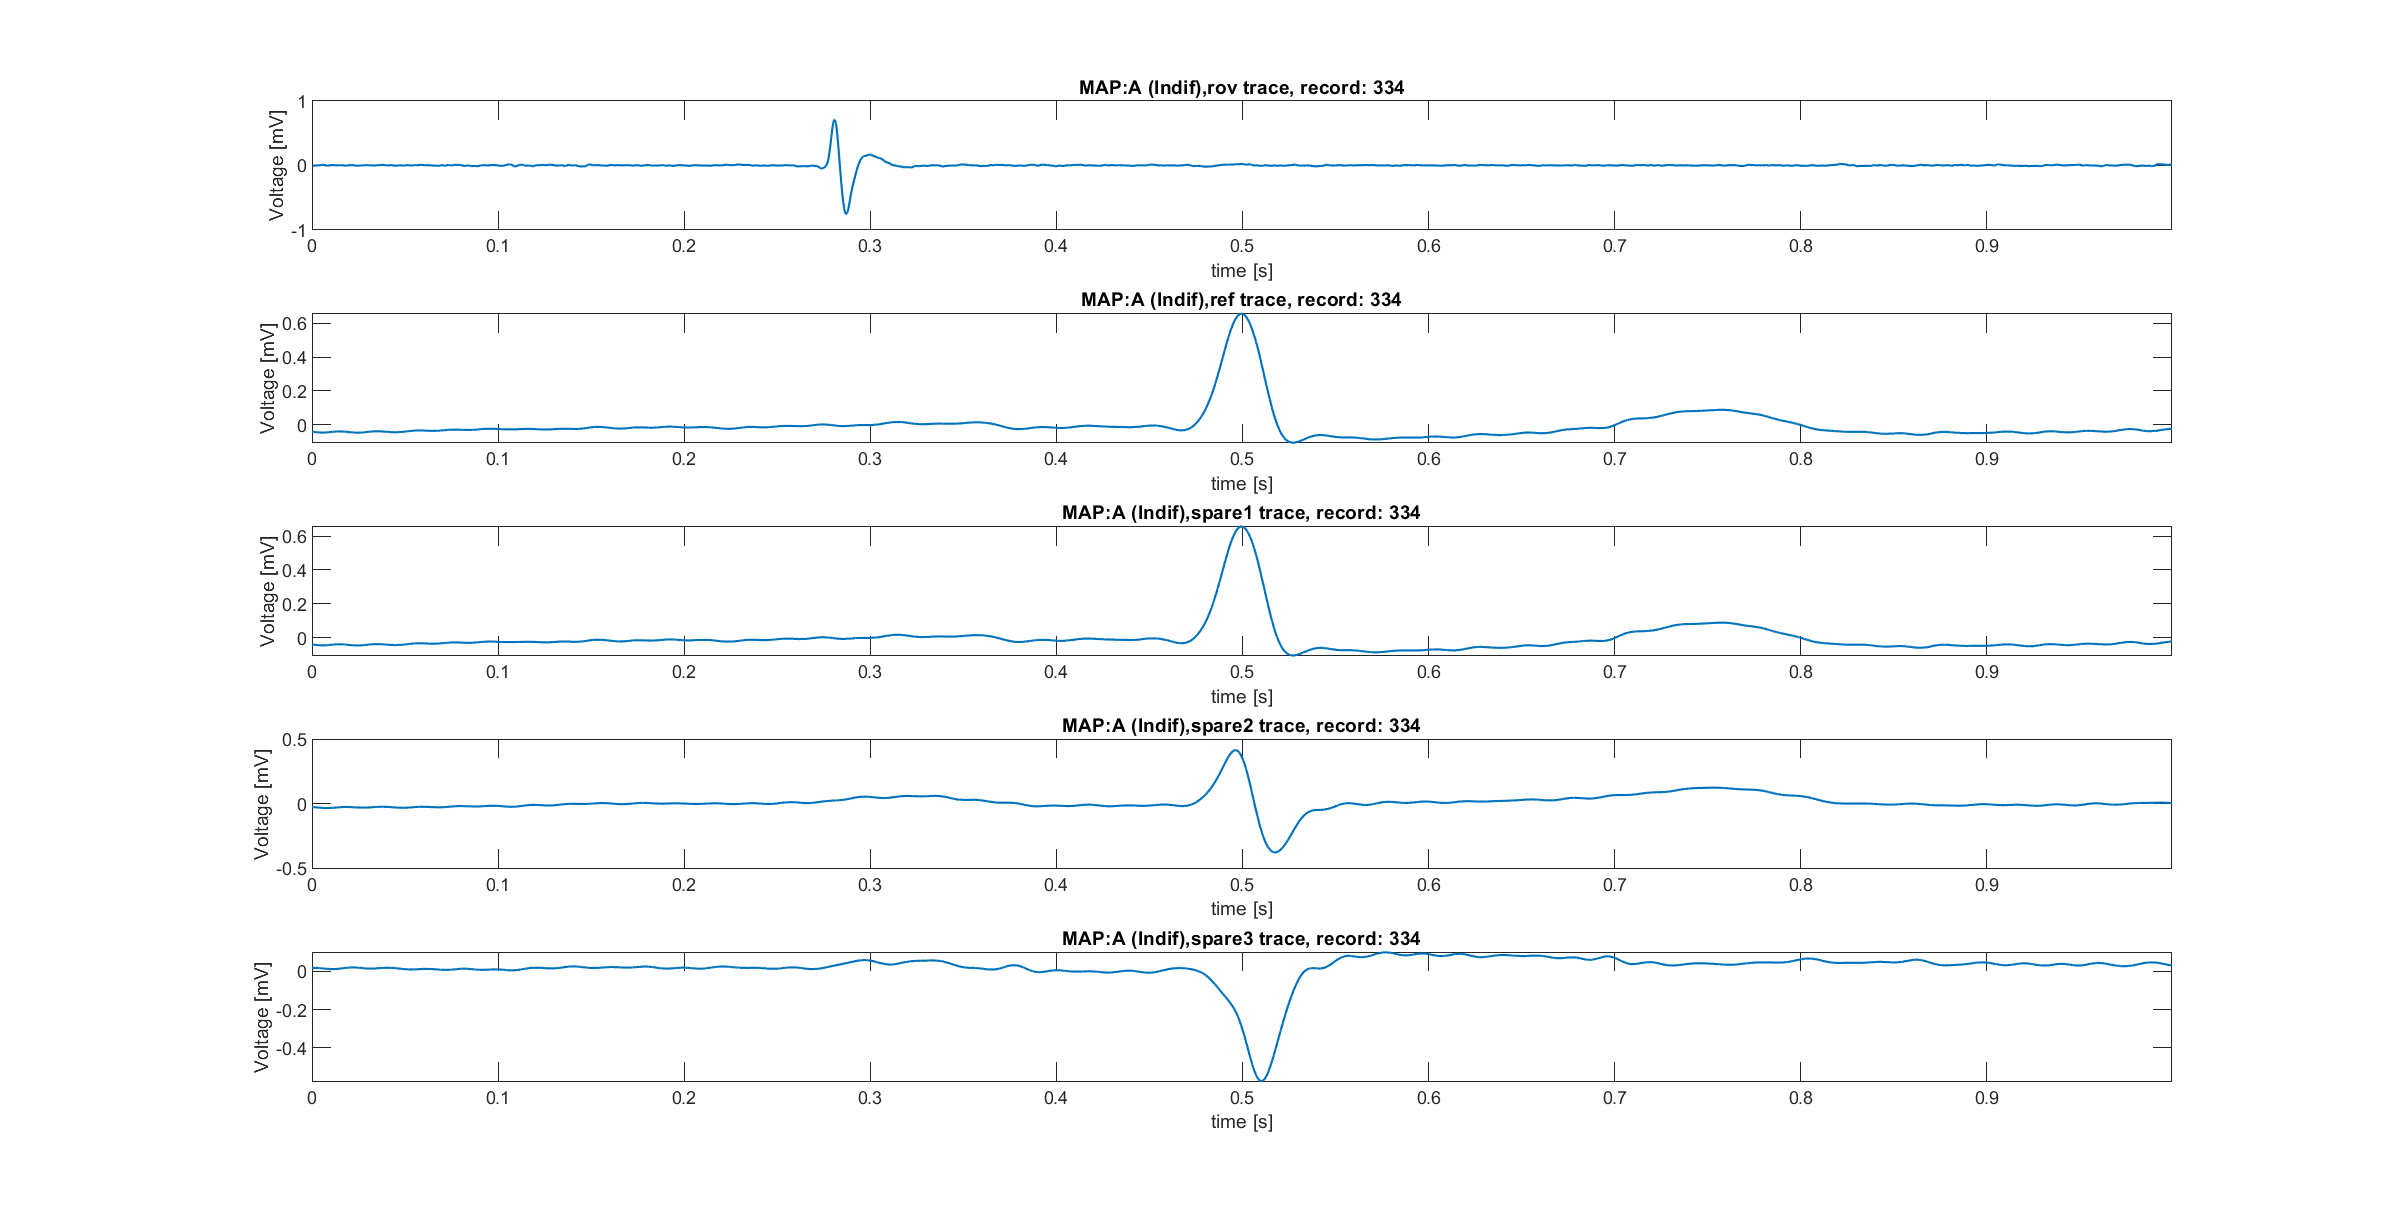 MAP:A (Indif),rov trace, record: 334
Voltage [mV]
1
0
-1
0 0.1 0.2 0.3 0.4 0.5 0.6 0.7 0.8 0.9
time [s]
MAP:A (Indif),ref trace, record: 334
Voltage [mV]
0.6
0.4
0.2
0
0 0.1 0.2 0.3 0.4 0.5 0.6 0.7 0.8 0.9
time [s]
MAP:A (Indif),spare1 trace, record: 334
Voltage [mV]
0.6
0.4
0.2
0
0 0.1 0.2 0.3 0.4 0.5 0.6 0.7 0.8 0.9
time [s]
MAP:A (Indif),spare2 trace, record: 334
Voltage [mV]
0.5
0
-0.5
0 0.1 0.2 0.3 0.4 0.5 0.6 0.7 0.8 0.9
time [s]
MAP:A (Indif),spare3 trace, record: 334
Voltage [mV]
0
-0.2
-0.4
0 0.1 0.2 0.3 0.4 0.5 0.6 0.7 0.8 0.9
time [s]